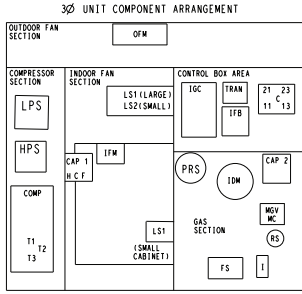 3Ø UNIT COMPONENT ARRANGEMENT
OUTDOOR FAN
SECTION
OFM
COMPRESSOR
SECTION
LPS
HPS
COMP
T1
T2
T3
INDOOR FAN
SECTION
LS1 (LARGE)
LS2(SMALL)
IFM
CAP 1
H C F
LS1
(SMALL
CABINET)
CONTROL BOX AREA
IGC
TRAN
IFB
21 23
C
11 13
PRS
IDM
CAP 2
GAS
SECTION
MGV
MC
RS
FS
I